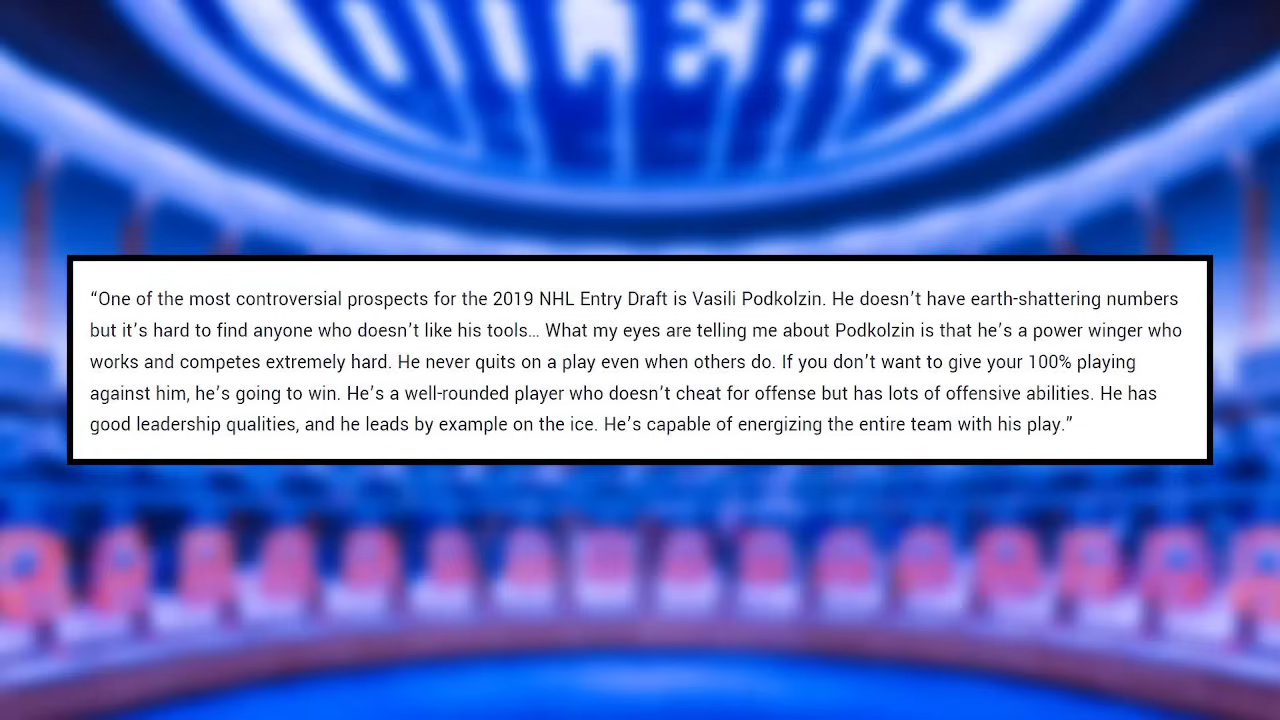 OILERS
“One of the most controversial prospects for the 2019 NHL Entry Draft is Vasili Podkolzin. He doesn’t have earth-shattering numbers
but it’s hard to find anyone who doesn’t like his tools… What my eyes are telling me about Podkolzin is that he’s a power winger who
works and competes extremely hard. He never quits on a play even when others do. If you don’t want to give your 100% playing
against him, he’s going to win. He’s a well-rounded player who doesn’t cheat for offense but has lots of offensive abilities. He has
good leadership qualities, and he leads by example on the ice. He’s capable of energizing the entire team with his play.”